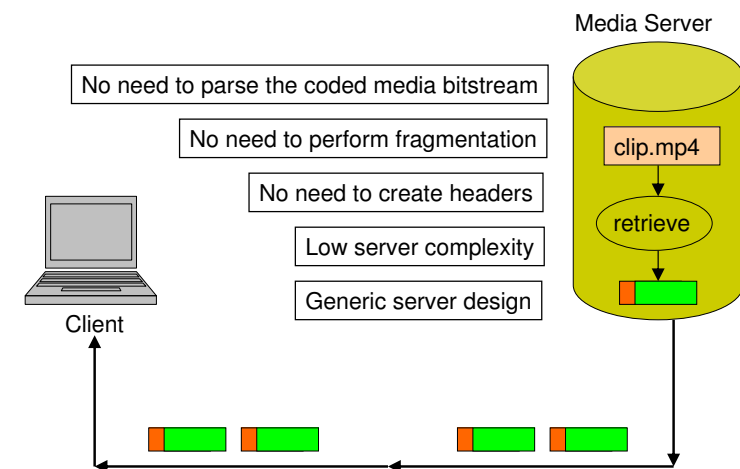 Media Server
No need to parse the coded media bitstream
No need to perform fragmentation
clip.mp4
No need to create headers
retrieve
Low server complexity
Generic server design
Client